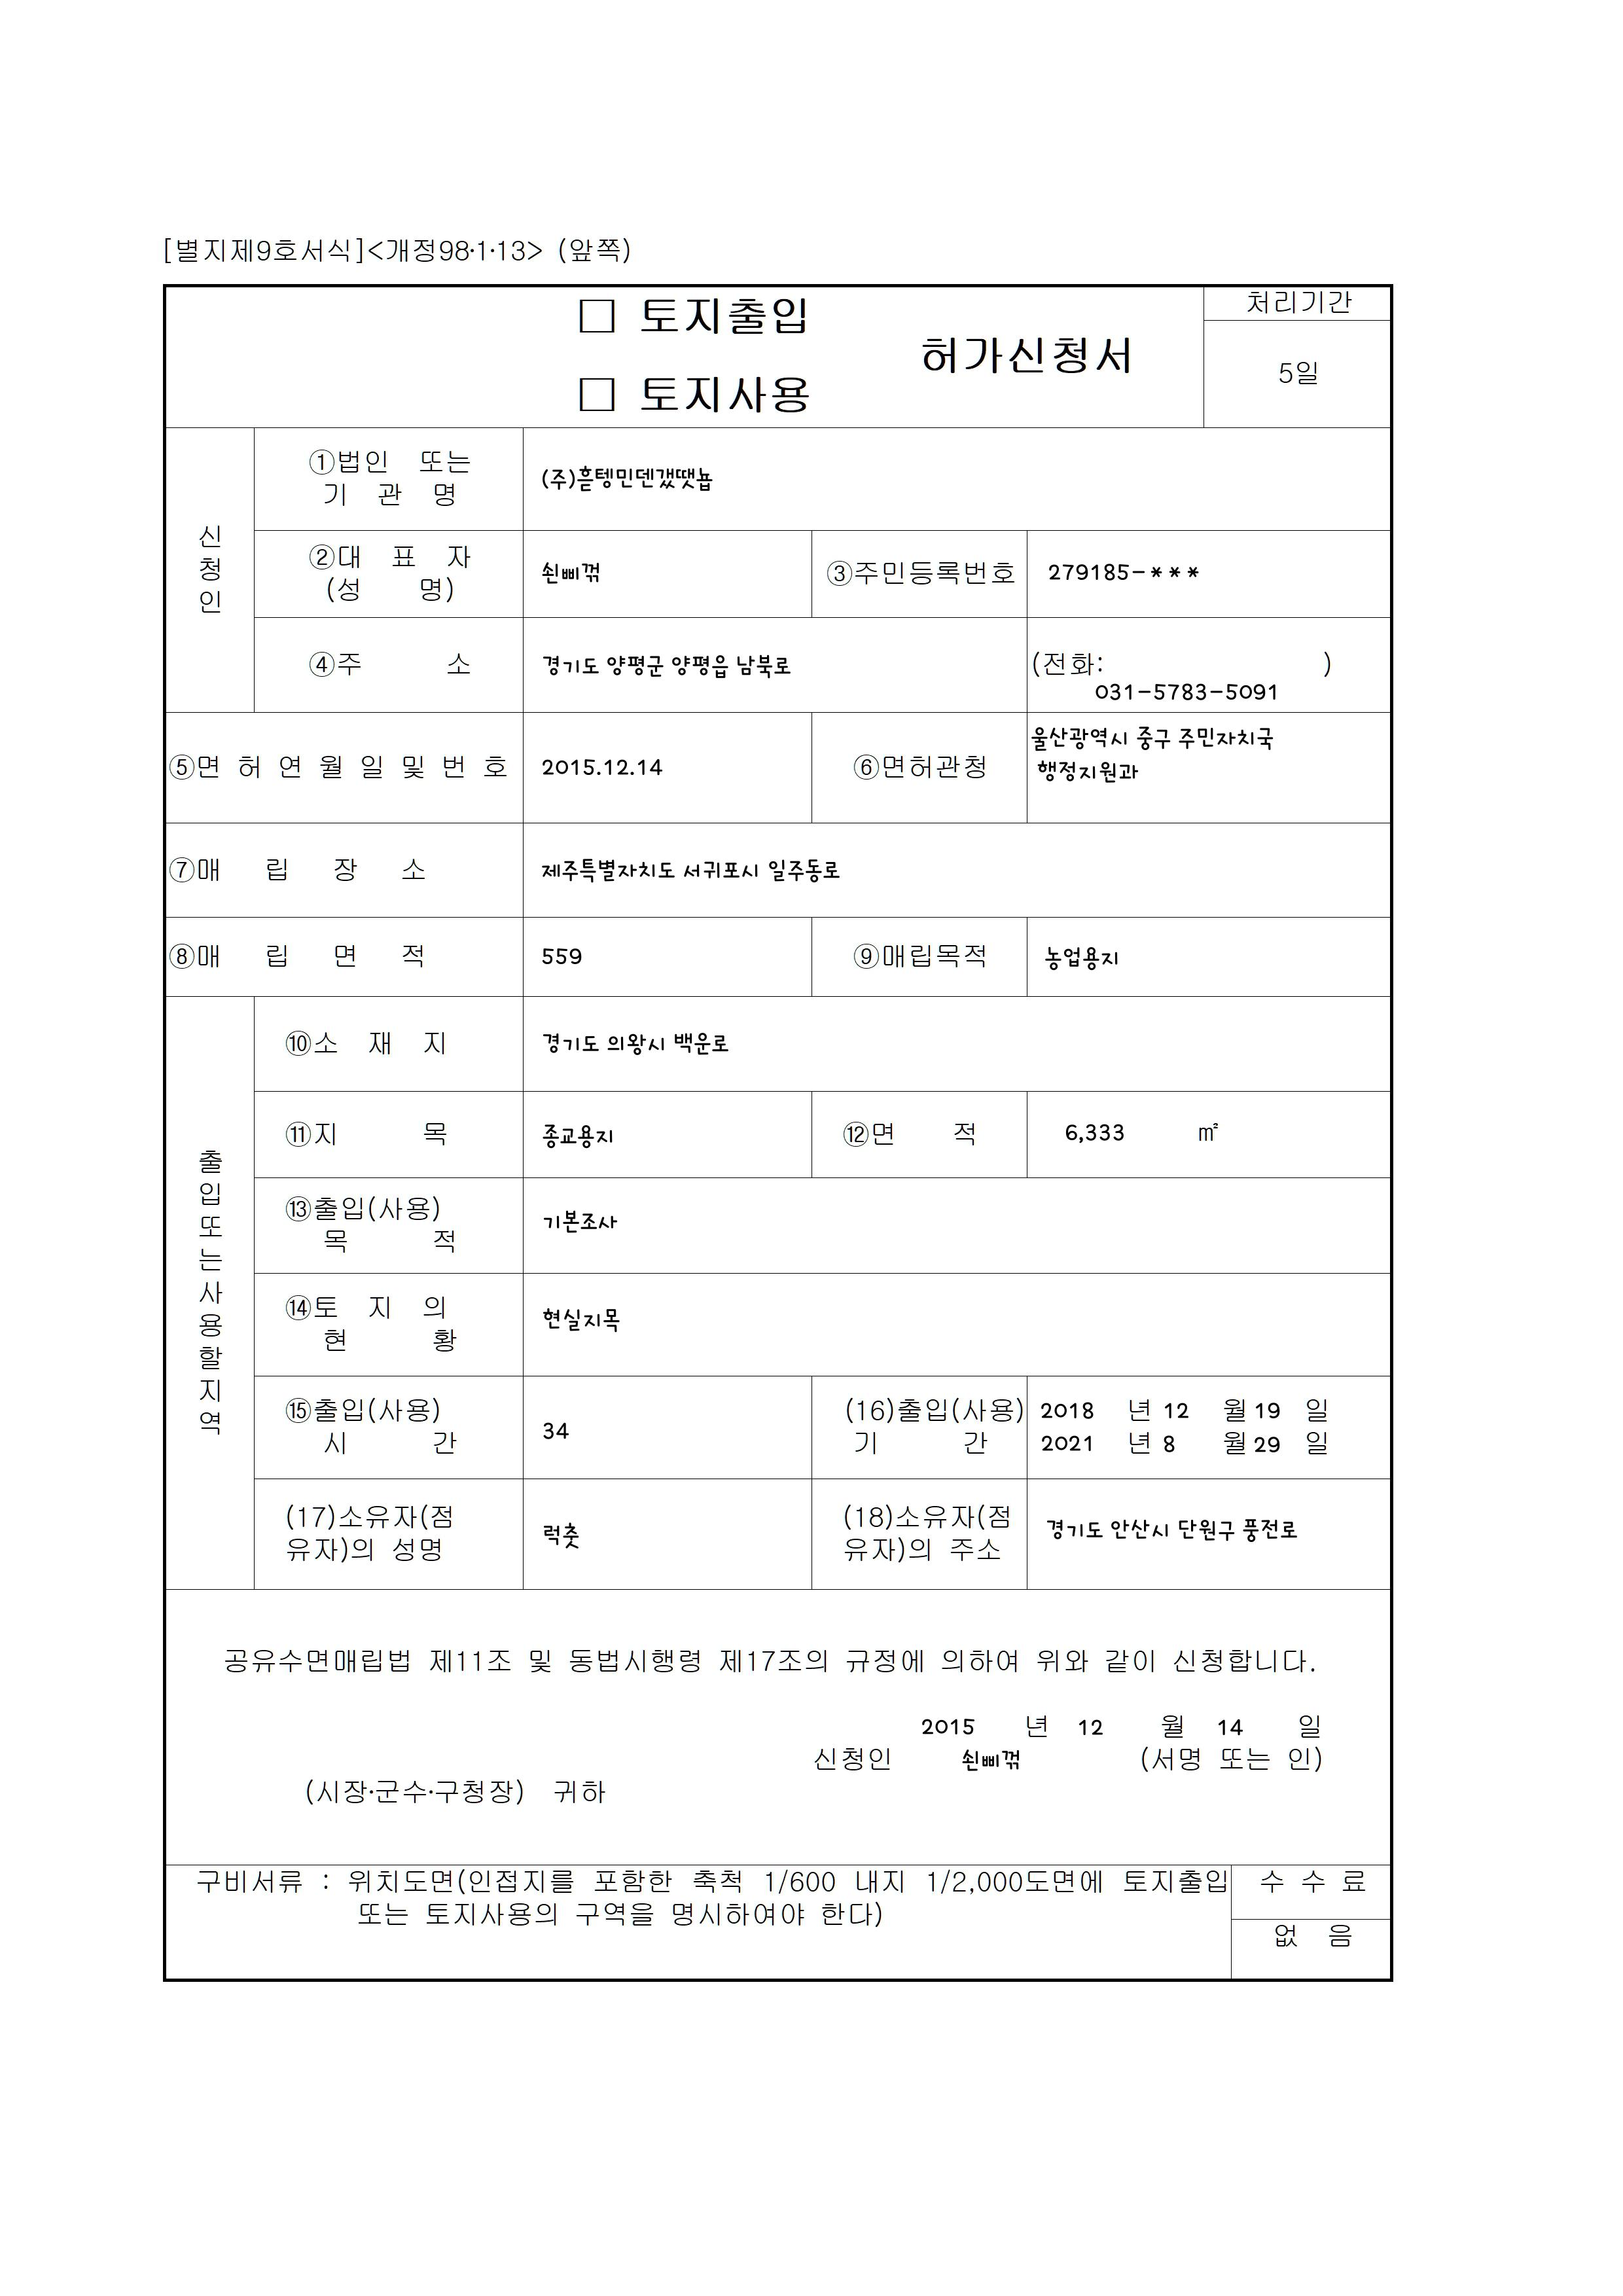 [별지제9호서식]<개정98·1·13> (앞쪽)
□ 토지출입
허가신청서
□ 토지사용
처리기간
5일
신청인
①법인 또는
기 관 명
(주)흗텡민덴갰땟놉
②대 표 자
(성 명)
쇤삐꺾
③주민등록번호
279185-***
④주 소
경기도 양평군 양평읍 남북로
(전화: )
031-5783-5091
⑤면 허 연 월 일 및 번 호
2015.12.14
⑥면허관청
울산광역시 중구 주민자치국
행정지원과
⑦매 립 장 소
제주특별자치도 서귀포시 일주동로
⑧매 립 면 적
559
⑨매립목적
농업용지
출입또는사용할지역
⑩소 재 지
경기도 의왕시 백운로
⑪지 목
종교용지
⑫면 적
6,333 ㎡
⑬출입(사용)
목 적
기본조사
⑭토 지 의
현 황
현실지목
⑮출입(사용)
시 간
34
(16)출입(사용)
기 간
2018 년 12 월 19 일
2021 년 8 월 29 일
(17)소유자(점
유자)의 성명
럭춧
(18)소유자(점
유자)의 주소
경기도 안산시 단원구 풍전로
공유수면매립법 제11조 및 동법시행령 제17조의 규정에 의하여 위와 같이 신청합니다.
2015 년 12 월 14 일
신청인 쇤삐꺾 (서명 또는 인)
(시장·군수·구청장) 귀하
구비서류 : 위치도면(인접지를 포함한 축척 1/600 내지 1/2,000도면에 토지출입
또는 토지사용의 구역을 명시하여야 한다)
수 수 료
없 음